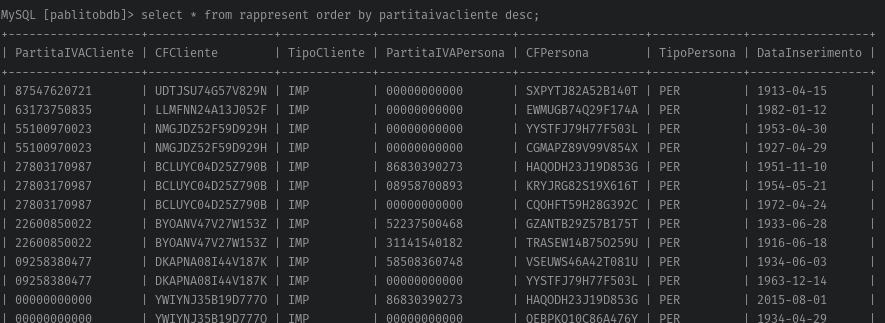 MySQL [pablitobdb]> select * from rappresent order by partitaivacliente desc;
+------------------+-----------------+-------------+------------------+-----------------+-------------+-----------------+
| PartitaIVACliente | CFCliente | TipoCliente | PartitaIVAPersona | CFPersona | TipoPersona | DataInserimento |
+------------------+-----------------+-------------+------------------+-----------------+-------------+-----------------+
| 87547620721 | UDTJSU74G57V829N | IMP | 00000000000 | SXPYTJ82A52B140T | PER | 1913-04-15 |
| 63173750835 | LLMFNN24A13J052F | IMP | 00000000000 | EWMUGB74Q29F174A | PER | 1982-01-12 |
| 55100970023 | NMGJDZ52F59D929H | IMP | 00000000000 | YYSTFJ79H77F503L | PER | 1953-04-30 |
| 55100970023 | NMGJDZ52F59D929H | IMP | 00000000000 | CGMAPZ89V99V854X | PER | 1927-04-29 |
| 27803170987 | BCLUYC04D25Z790B | IMP | 86830390273 | HAQODH23J19D853G | PER | 1951-11-10 |
| 27803170987 | BCLUYC04D25Z790B | IMP | 08958700893 | KRYJRG82S19X616T | PER | 1954-05-21 |
| 27803170987 | BCLUYC04D25Z790B | IMP | 00000000000 | CQOHFT59H28G392C | PER | 1972-04-24 |
| 22600850022 | BYOANV47V27W153Z | IMP | 52237500468 | GZANTB29Z57B175T | PER | 1933-06-28 |
| 22600850022 | BYOANV47V27W153Z | IMP | 31141540182 | TRASEW14B75O259U | PER | 1916-06-18 |
| 09258380477 | DKAPNA08I44V187K | IMP | 58508360748 | VSEUWS46A42T081U | PER | 1934-06-03 |
| 09258380477 | DKAPNA08I44V187K | IMP | 00000000000 | YYSTFJ79H77F503L | PER | 1963-12-14 |
| 00000000000 | YWIYNJ35B19D777O | IMP | 86830390273 | HAQODH23J19D853G | PER | 2015-08-01 |
| 00000000000 | YWIYNJ35B19D777O | IMP | 00000000000 | QEBPKO10C86A476Y | PER | 1934-04-29 |